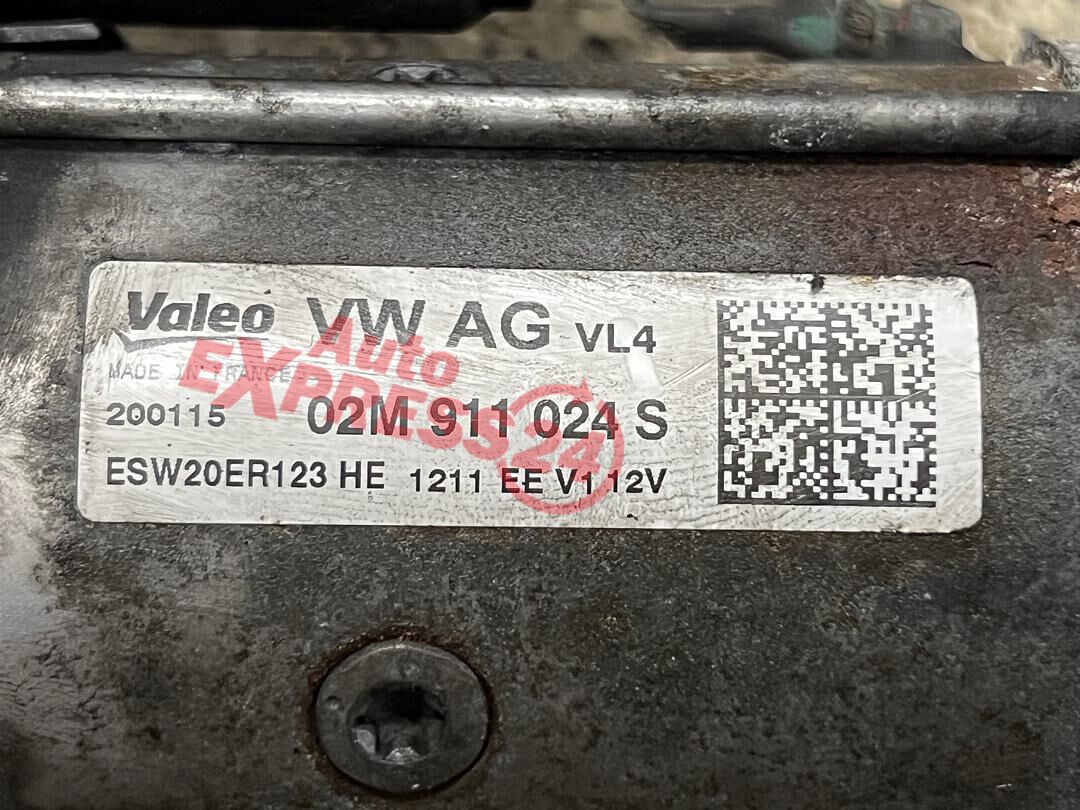 Valeo VW AG VL4
MADE IN FRANCE
200115 02M 911 024 S
ESW20ER123 HE 1211 EE V1 12V
Auto
EXPRESS24